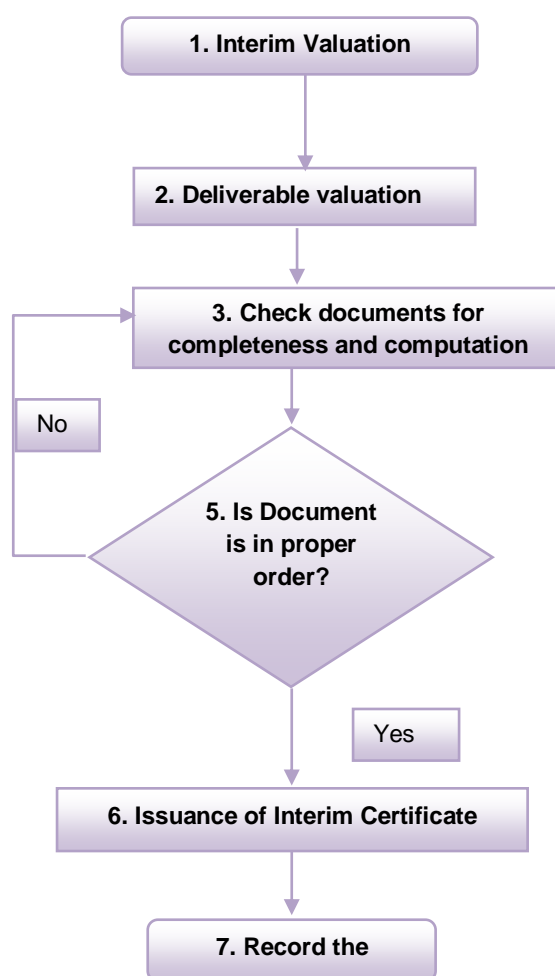 1. Interim Valuation
2. Deliverable valuation
3. Check documents for
completeness and computation
No
5. Is Document
is in proper
order?
Yes
6. Issuance of Interim Certificate
7. Record the